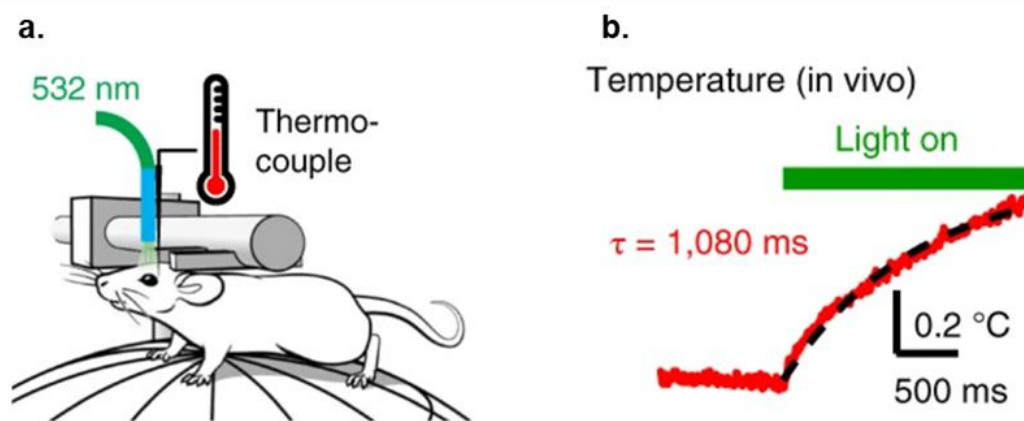 a.
532 nm
Thermo-
couple
b.
Temperature (in vivo)
Light on
τ = 1,080 ms
0.2 °C
500 ms